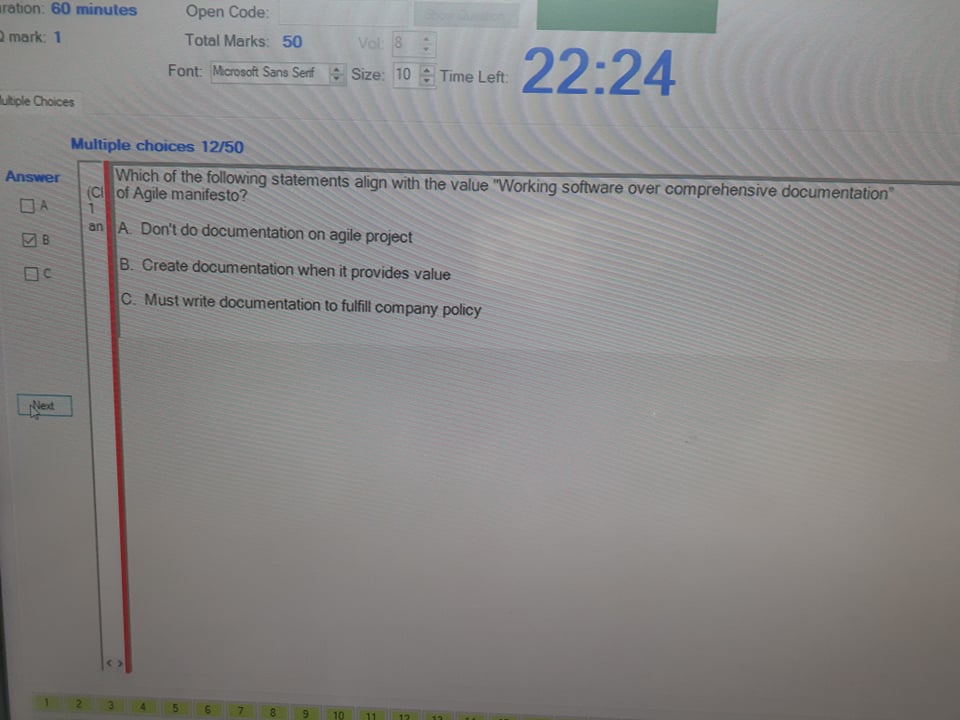 ration: 60 minutes
Open Code:
Q mark: 1
Total Marks: 50
Vol: 8
Font: Microsoft Sans Serif
Size: 10
Time Left: 22:24
ultiple Choices
Multiple choices 12/50
Answer
A
B
C
(Cl
1
an
Which of the following statements align with the value "Working software over comprehensive documentation"
of Agile manifesto?
A. Don't do documentation on agile project
B. Create documentation when it provides value
C. Must write documentation to fulfill company policy
Next
< >
1 2 3 4 5 6 7 8 9 10 11 12 13